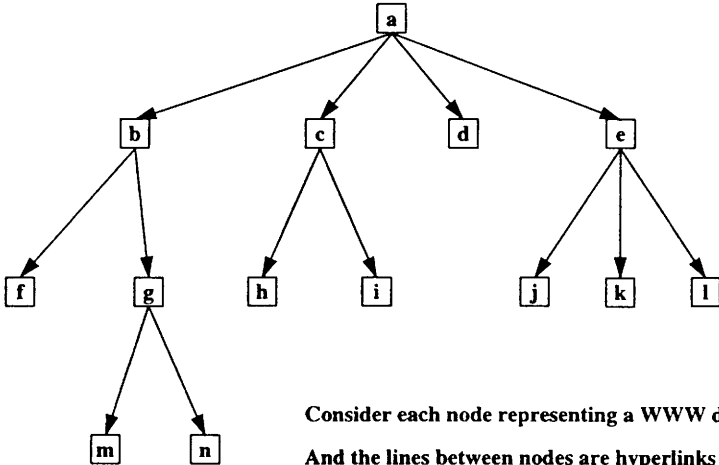 a
b c d e
f g h i j k l
m n
Consider each node representing a WWW
And the lines between nodes are hyperlinks